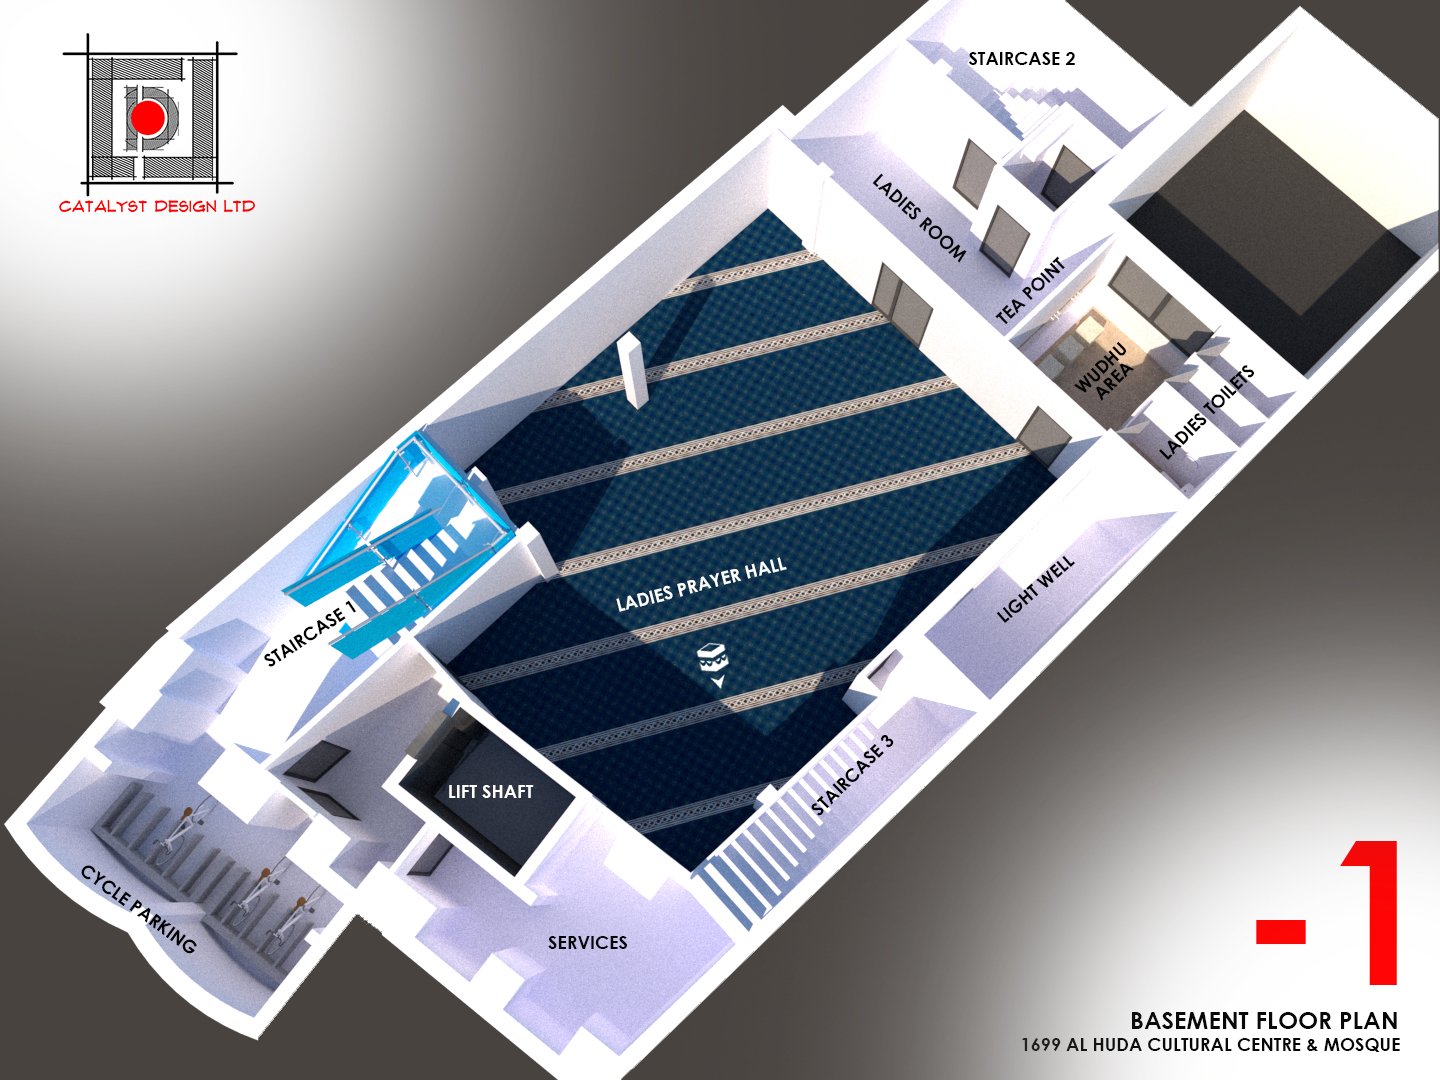 CATALYST DESIGN LTD
STAIRCASE 2
LADIES ROOM
TEA POINT
WUDHU
AREA
LADIES TOILETS
LIGHT WELL
LADIES PRAYER HALL
STAIRCASE 1
STAIRCASE 3
LIFT SHAFT
CYCLE PARKING
SERVICES
-1
BASEMENT FLOOR PLAN
1699 AL HUDA CULTURAL CENTRE & MOSQUE